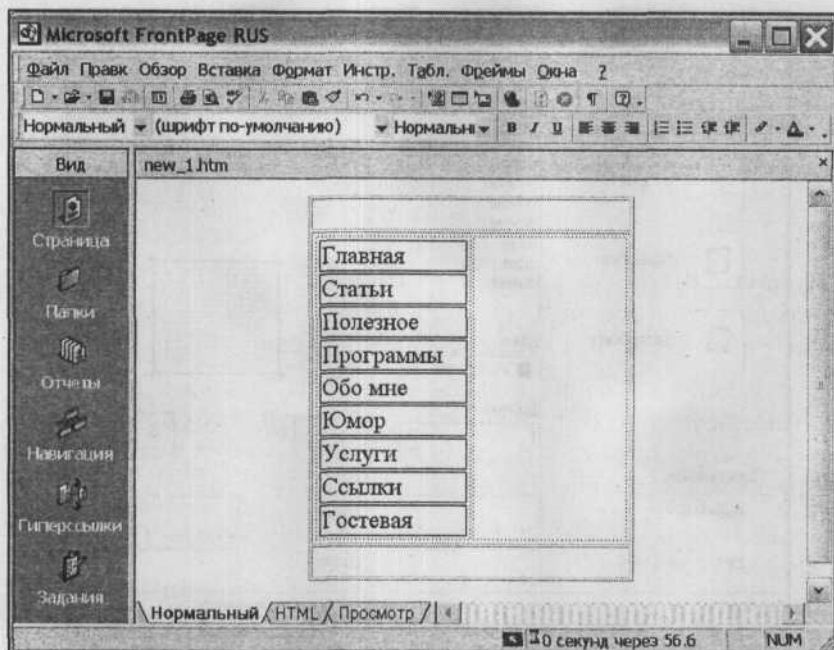 Microsoft FrontPage RUS
Файл Правк Обзор Вставка Формат Инстр. Табл. Фреймы Окна ?
Нормальный (шрифт по-умолчанию) Нормальн
Вид new_1.htm
Страница
Папки
Отчеты
Навигация
Гиперссылки
Задания
Главная
Статьи
Полезное
Программы
Обо мне
Юмор
Услуги
Ссылки
Гостевая
Нормальный HTML Просмотр
0 секунд через 56.6 NUM